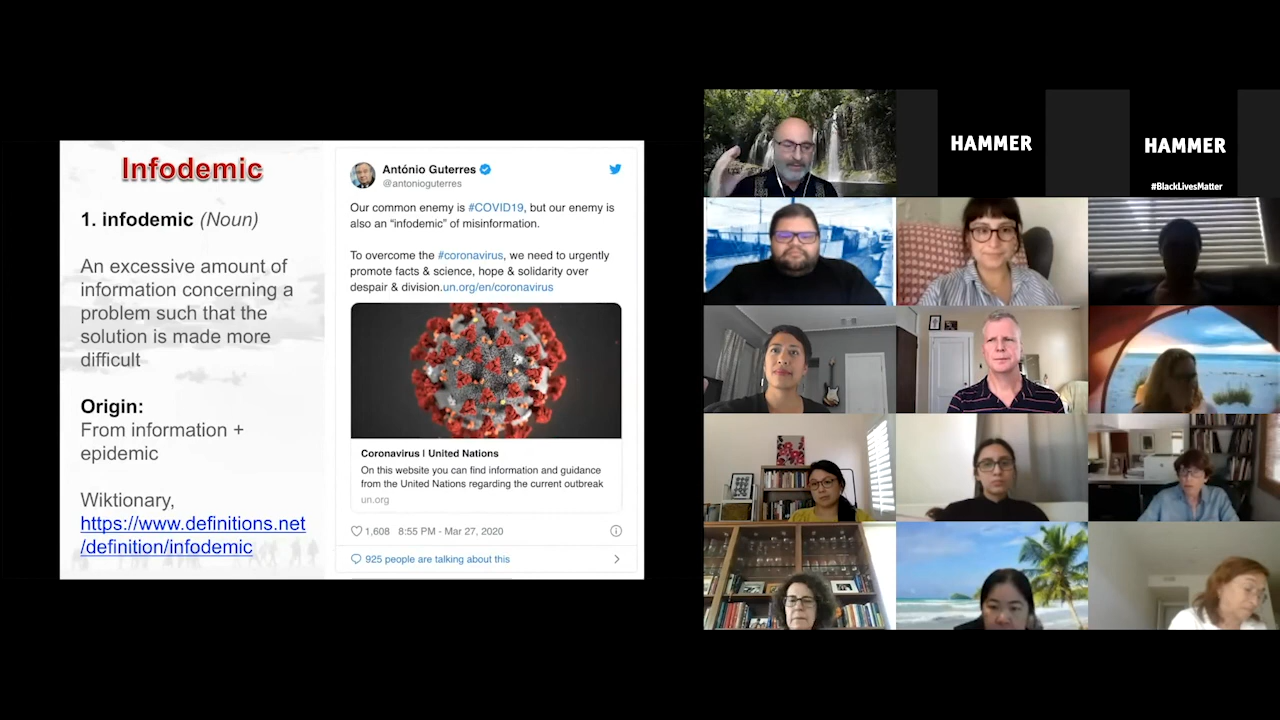 Infodemic
1. infodemic (Noun)
An excessive amount of
information concerning a
problem such that the
solution is made more
difficult
Origin:
From information +
epidemic
Wiktionary,
https://www.definitions.net
/definition/infodemic
António Guterres
@antonioguterres
Our common enemy is #COVID19, but our enemy is
also an “infodemic” of misinformation.
To overcome the #coronavirus, we need to urgently
promote facts & science, hope & solidarity over
despair & division.un.org/en/coronavirus
Coronavirus | United Nations
On this website you can find information and guidance
from the United Nations regarding the current outbreak
un.org
1,608 8:55 PM - Mar 27, 2020
925 people are talking about this
HAMMER
HAMMER
#BlackLivesMatter